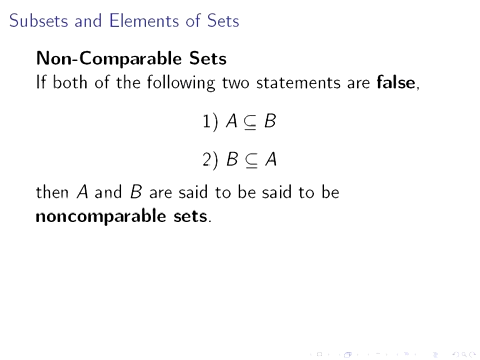 Subsets and Elements of Sets
Non-Comparable Sets
If both of the following two statements are false,
1) A ⊆ B
2) B ⊆ A
then A and B are said to be said to be
noncomparable sets.